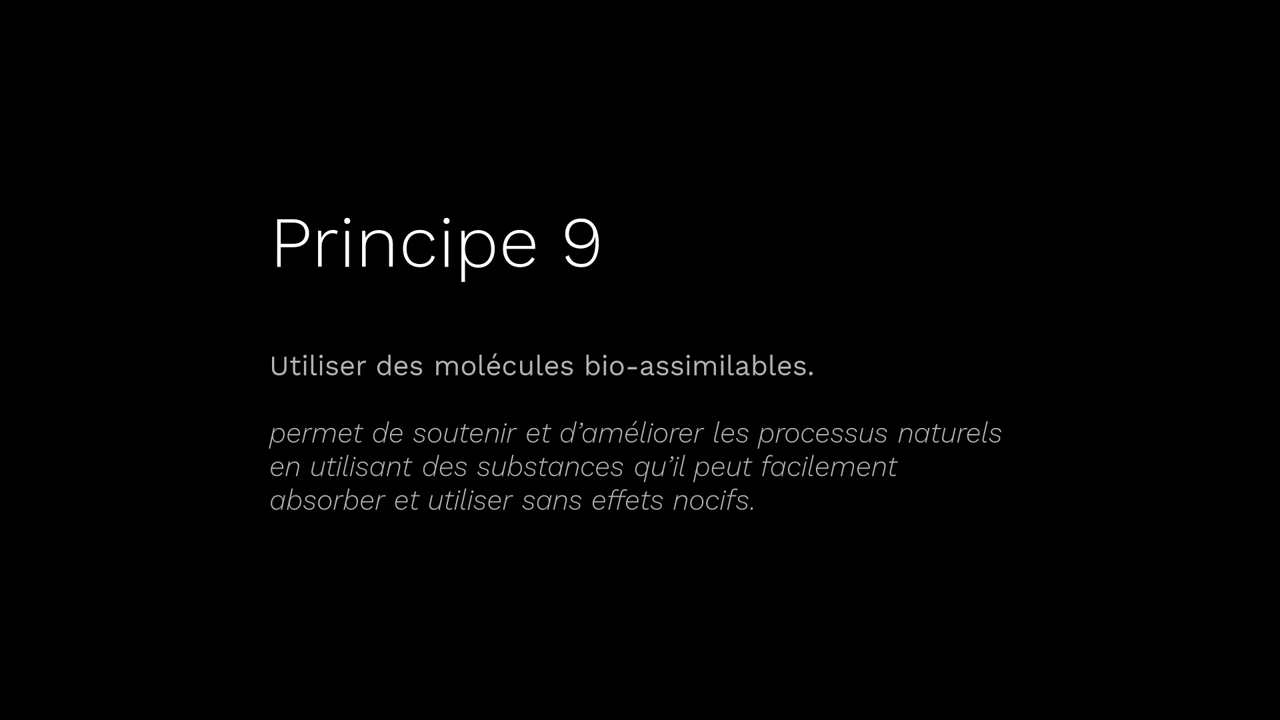 Principe 9
Utiliser des molécules bio-assimilables.
permet de soutenir et d’améliorer les processus naturels
en utilisant des substances qu’il peut facilement
absorber et utiliser sans effets nocifs.